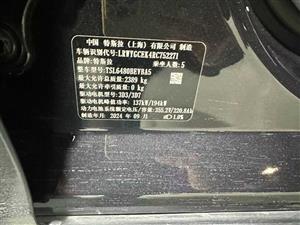 中国 特斯拉（上海）有限公司 制造
车辆识别代号：LRWYGCEK4RC752271
品牌：特斯拉 乘坐人数：5
整车型号：TSL6480BEVBA5
最大允许总质量：2389 kg
最大允许牵引质量：0 kg
驱动电机型号：3D3/3D7
驱动电机峰值功率：137kW/194kW
动力电池系统额定电压/容量：355.2V/220.8Ah
制造年月：2024 年 09 月